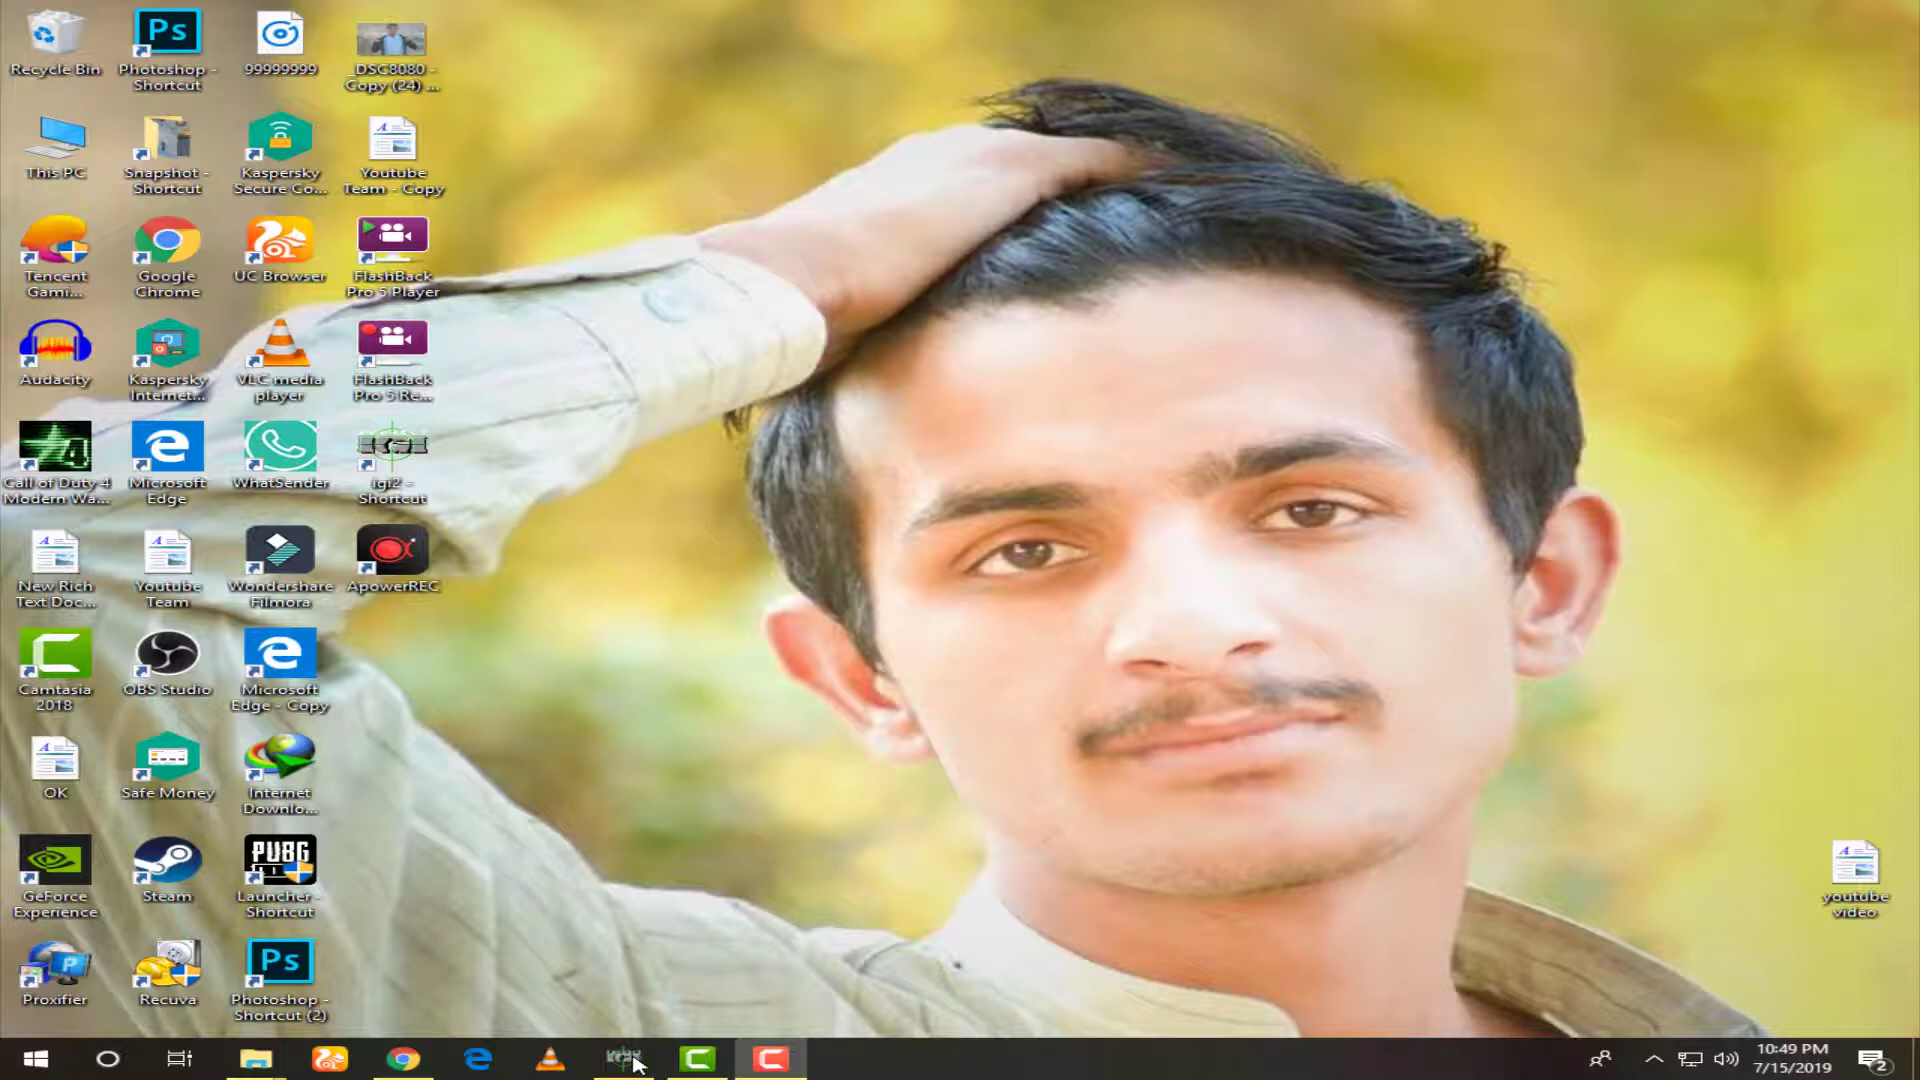 Recycle Bin
Ps
Photoshop -
Shortcut
99999999
_DSC8080 -
Copy (24) ...
This PC
Snapshot -
Shortcut
Kaspersky
Secure Co...
Youtube
Team - Copy
Tencent
Gami...
Google
Chrome
UC Browser
FlashBack
Pro 5 Player
Audacity
Kaspersky
Internet...
VLC media
player
FlashBack
Pro 5 Re...
4
Call of Duty 4
Modern Wa...
Microsoft
Edge
WhatSender
igi2 -
Shortcut
New Rich
Text Doc...
Youtube
Team
Wondershare
Filmora
ApowerREC
Camtasia
2018
OBS Studio
Microsoft
Edge - Copy
OK
Safe Money
Internet
Downlo...
GeForce
Experience
Steam
PUBG
Launcher -
Shortcut
youtube
video
Proxifier
Recuva
Ps
Photoshop -
Shortcut (2)
10:49 PM
7/15/2019
2